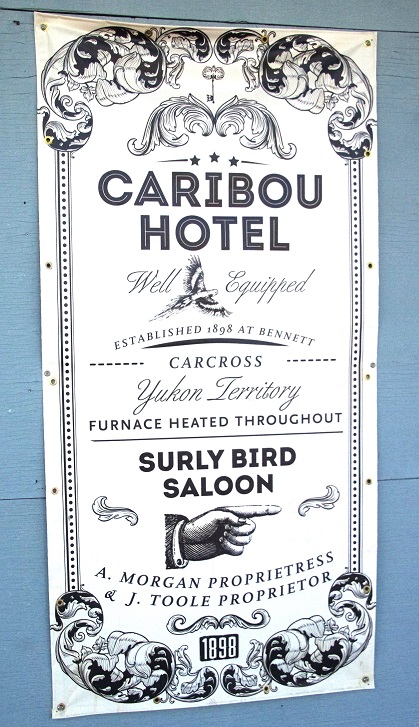 CARIBOU
HOTEL
Well Equipped
ESTABLISHED 1898 AT BENNETT
CARCROSS
Yukon Territory
FURNACE HEATED THROUGHOUT
SURLY BIRD
SALOON
A. MORGAN PROPRIETRESS
& J. TOOLE PROPRIETOR
1898